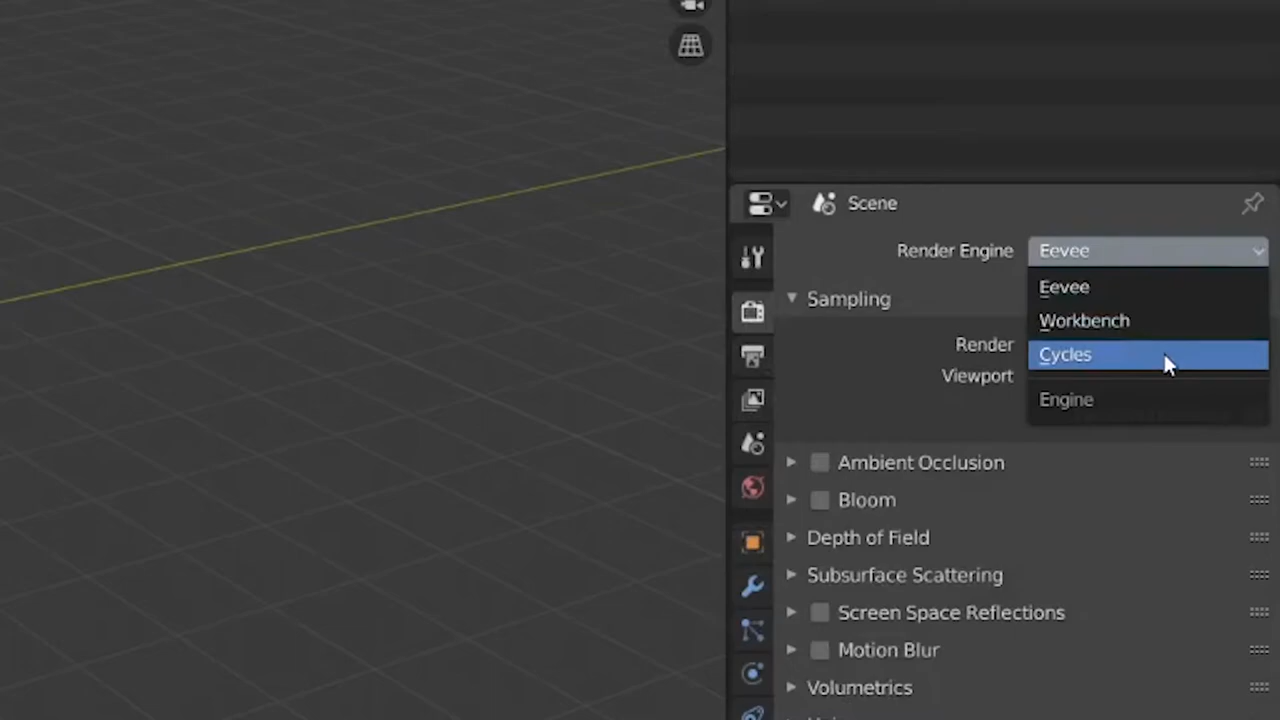 Scene
Render Engine Eevee
Eevee
Sampling
Workbench
Render
Cycles
Viewport
Engine
Ambient Occlusion
Bloom
Depth of Field
Subsurface Scattering
Screen Space Reflections
Motion Blur
Volumetrics